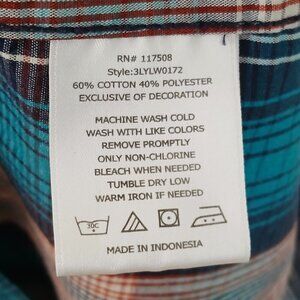 RN# 117508
Style:3LYLW0172
60% COTTON 40% POLYESTER
EXCLUSIVE OF DECORATION
MACHINE WASH COLD
WASH WITH LIKE COLORS
REMOVE PROMPTLY
ONLY NON-CHLORINE
BLEACH WHEN NEEDED
TUMBLE DRY LOW
WARM IRON IF NEEDED
30C
MADE IN INDONESIA